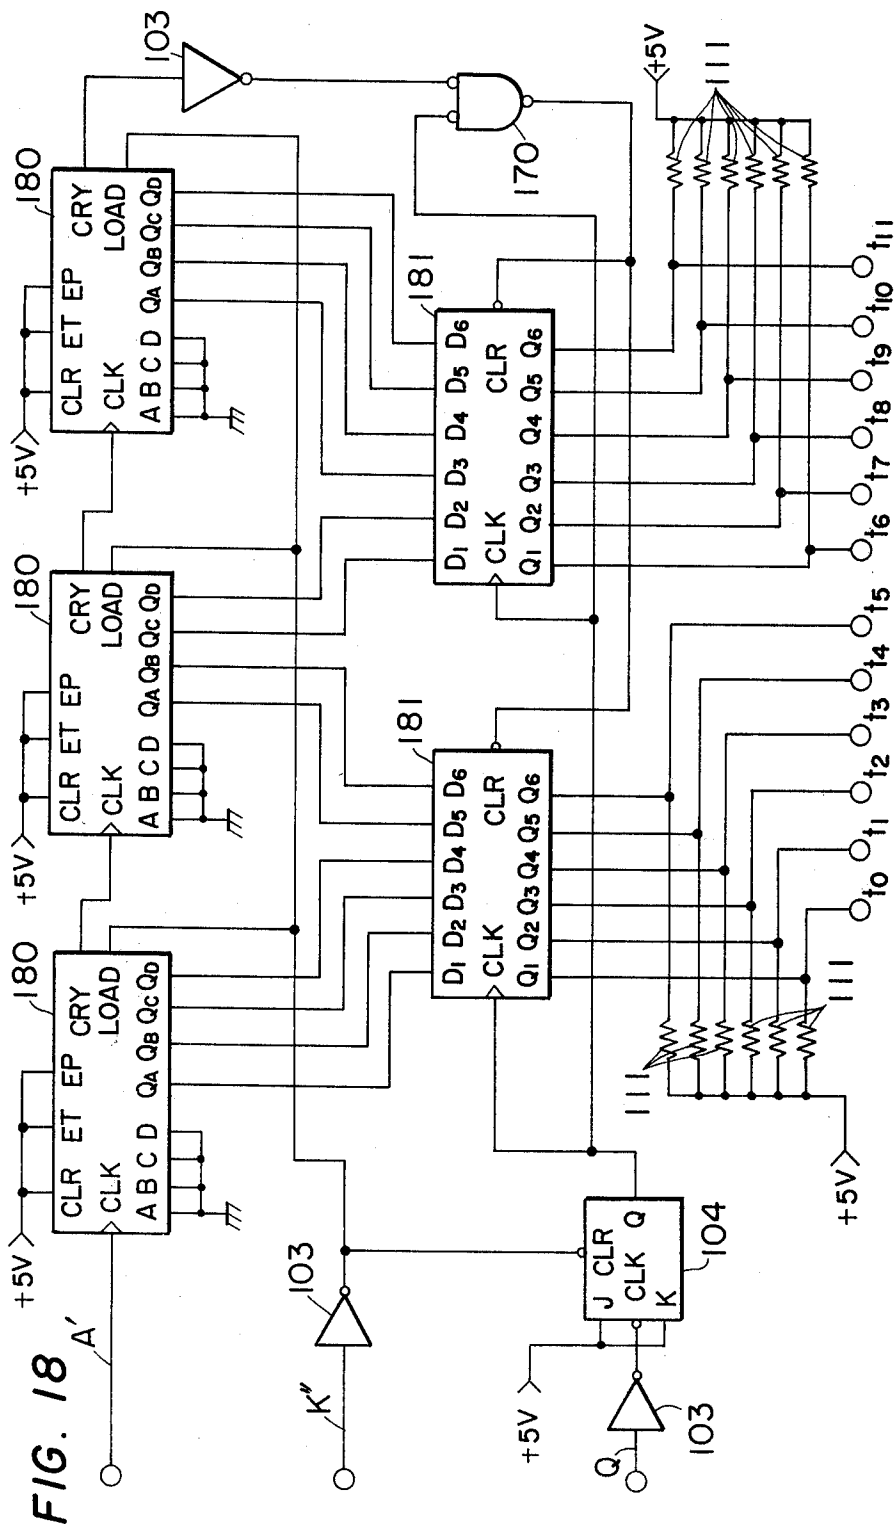 FIG. 18
A'
K"
Q
+5V
+5V
+5V
+5V
180
180
180
CLR ET EP
CLK
CRY
LOAD
A B C D QA QB QC QD
CLR ET EP
CLK
CRY
LOAD
A B C D QA QB QC QD
CLR ET EP
CLK
CRY
LOAD
A B C D QA QB QC QD
103
103
103
170
J CLR
CLK
K
Q
104
181
D1 D2 D3 D4 D5 D6
CLK
CLR
Q1 Q2 Q3 Q4 Q5 Q6
181
D1 D2 D3 D4 D5 D6
CLK
CLR
Q1 Q2 Q3 Q4 Q5 Q6
111
111
111
+5V
+5V
t0 t1 t2 t3 t4 t5 t6 t7 t8 t9 t10 t11